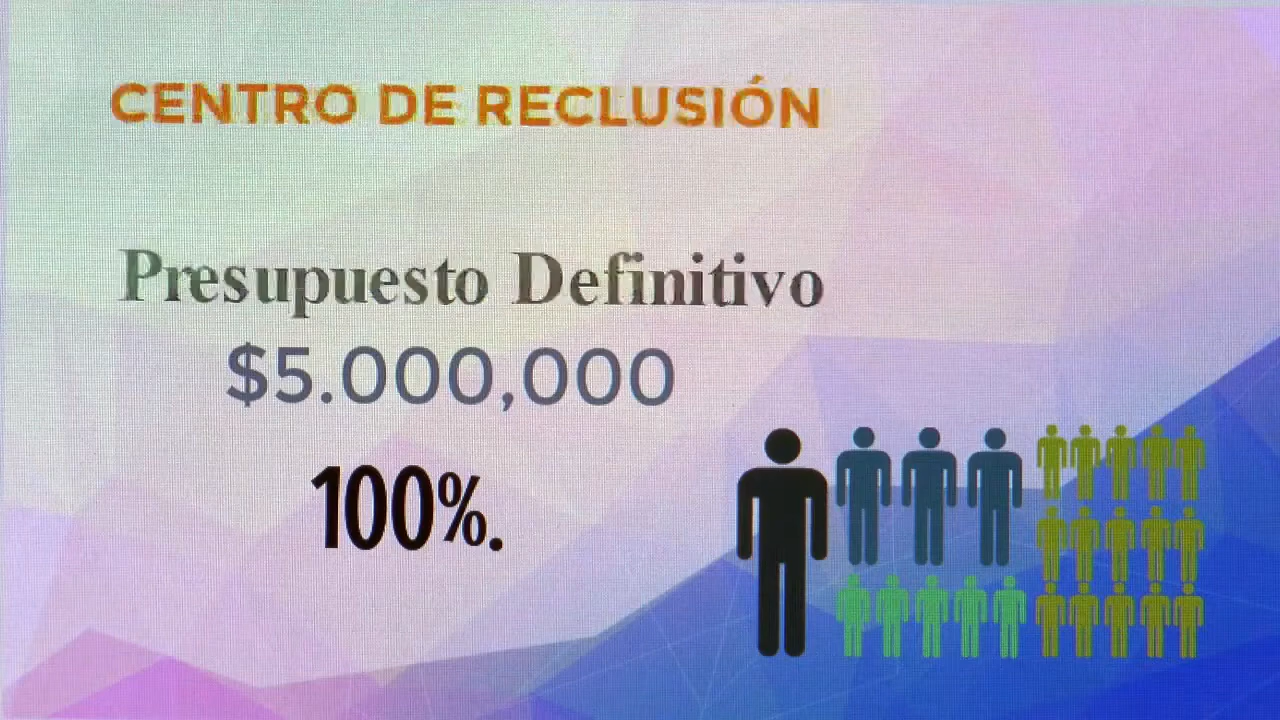 CENTRO DE RECLUSIÓN
Presupuesto Definitivo
$5.000,000
100%.